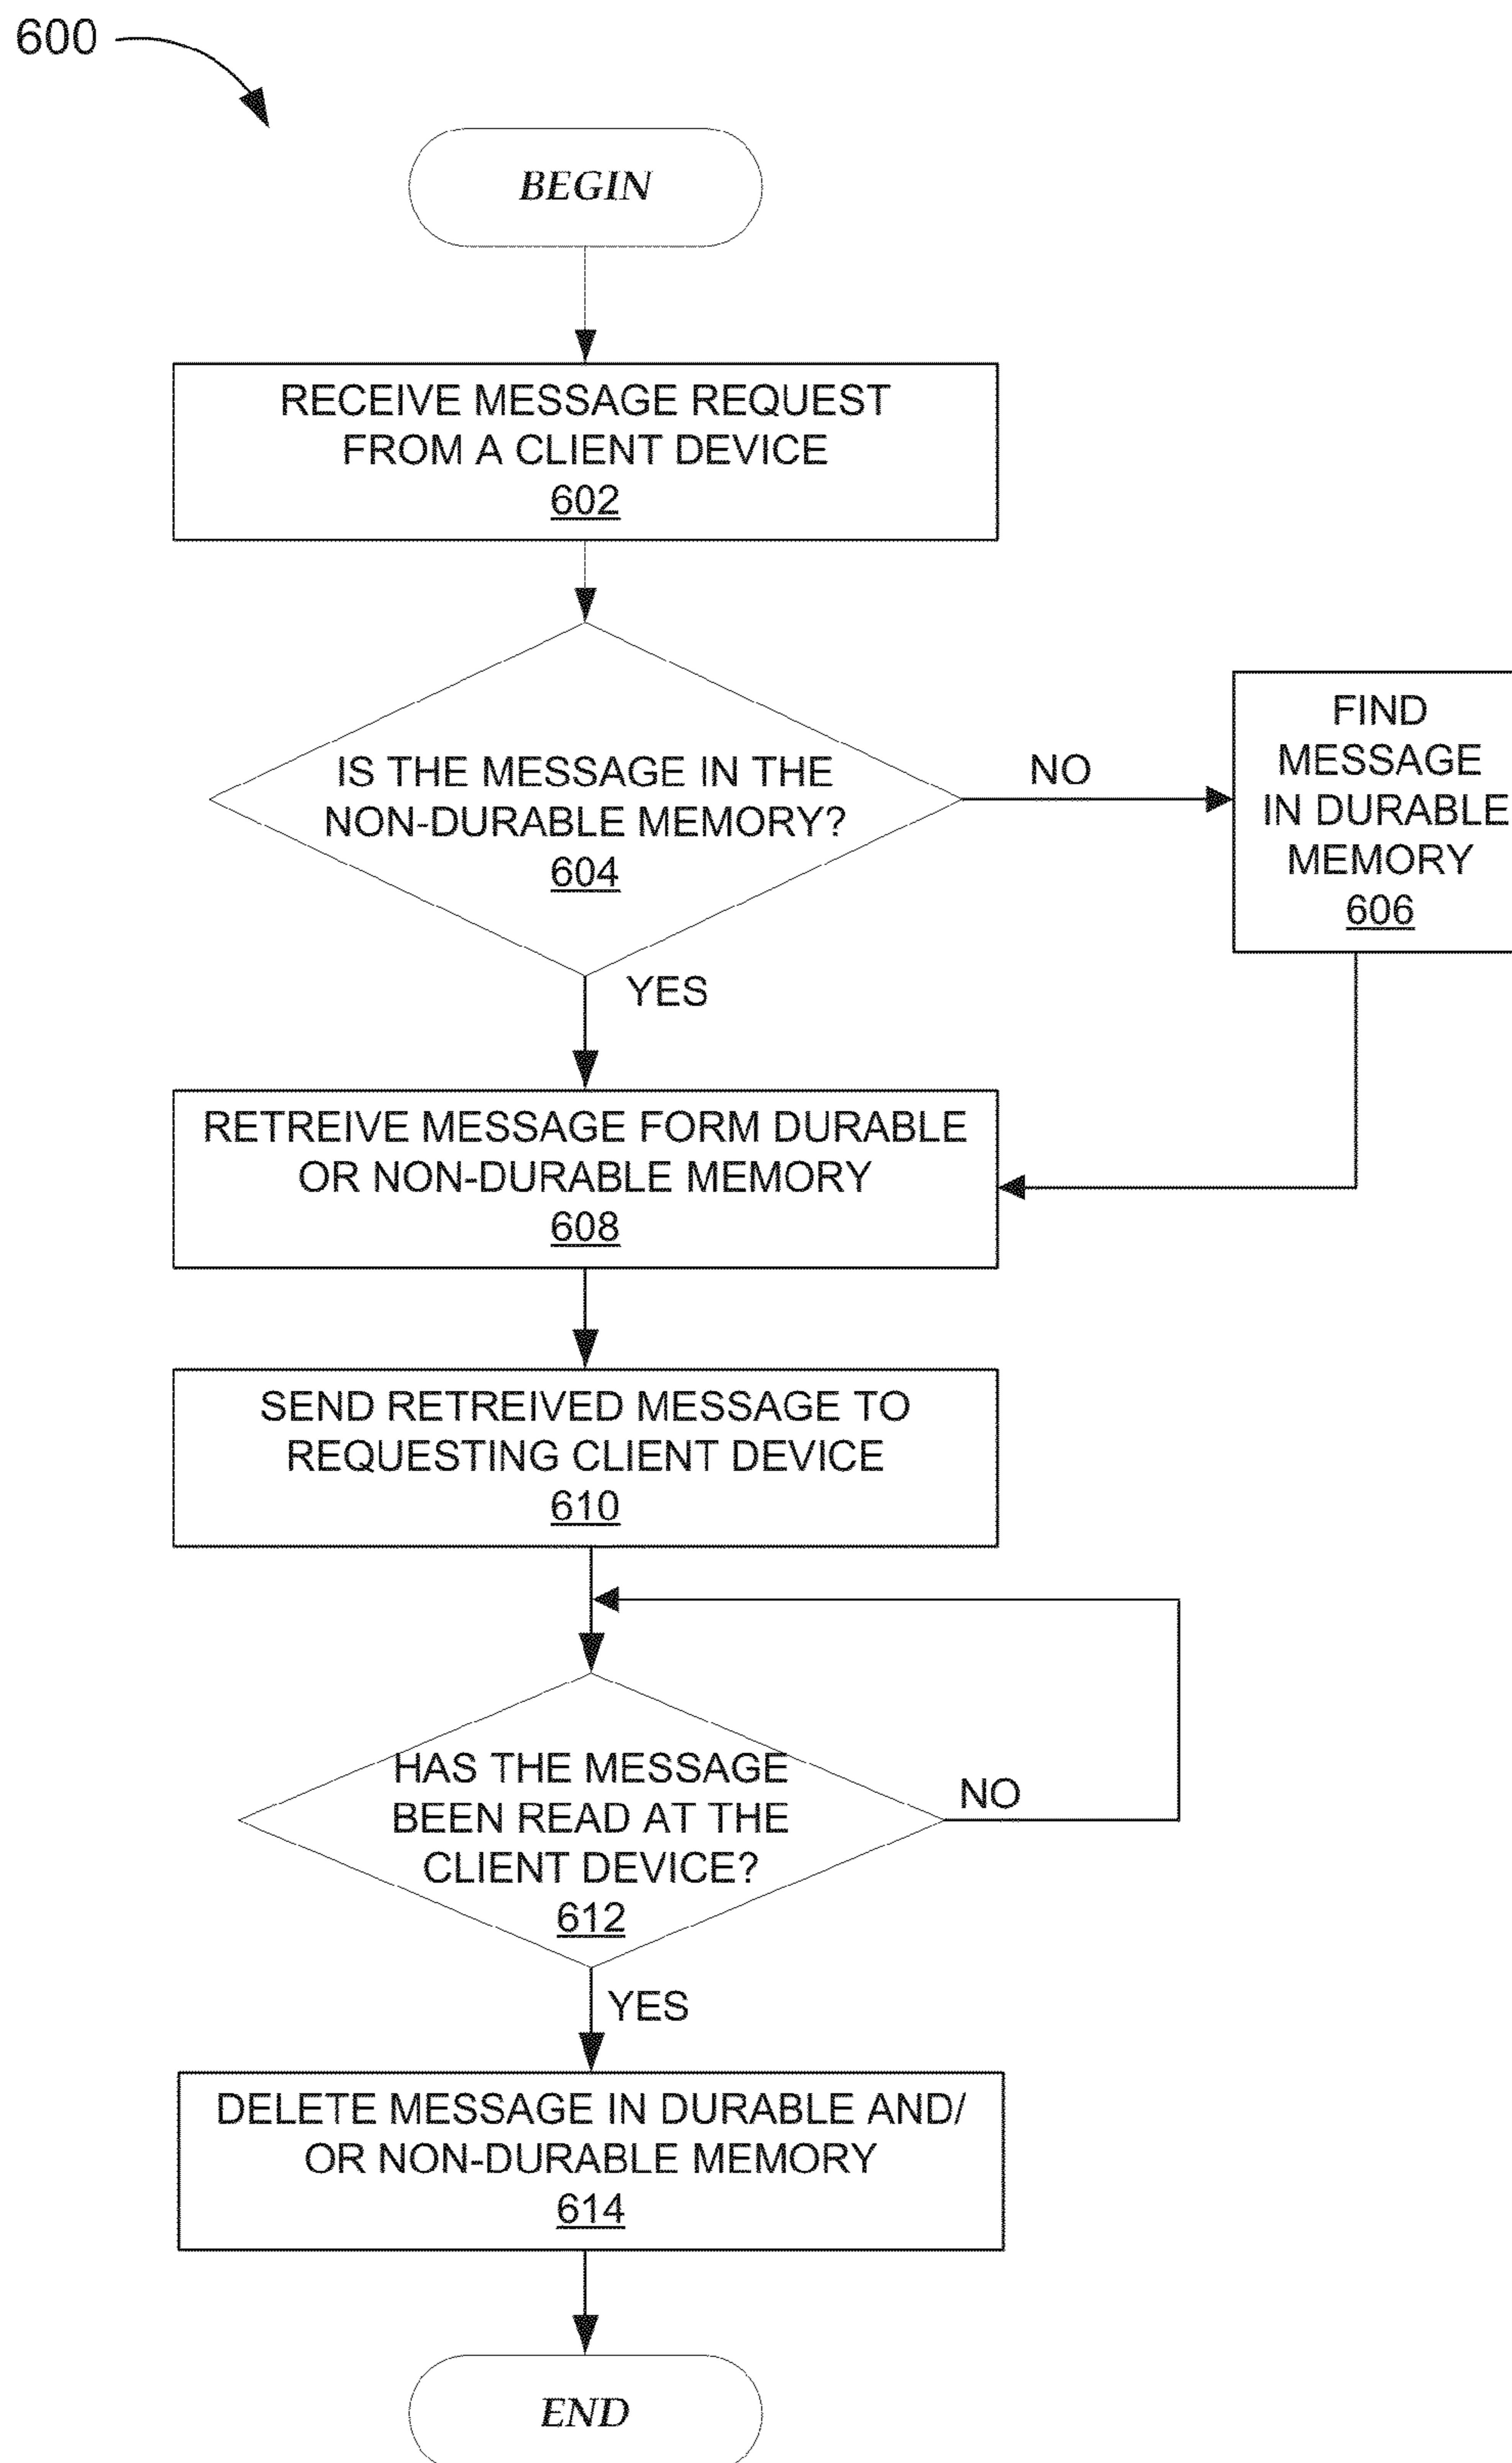 600
BEGIN
RECEIVE MESSAGE REQUEST
FROM A CLIENT DEVICE
602
IS THE MESSAGE IN THE
NON-DURABLE MEMORY?
604
NO
FIND
MESSAGE
IN DURABLE
MEMORY
606
YES
RETREIVE MESSAGE FORM DURABLE
OR NON-DURABLE MEMORY
608
SEND RETREIVED MESSAGE TO
REQUESTING CLIENT DEVICE
610
HAS THE MESSAGE
BEEN READ AT THE
CLIENT DEVICE?
612
NO
YES
DELETE MESSAGE IN DURABLE AND/
OR NON-DURABLE MEMORY
614
END